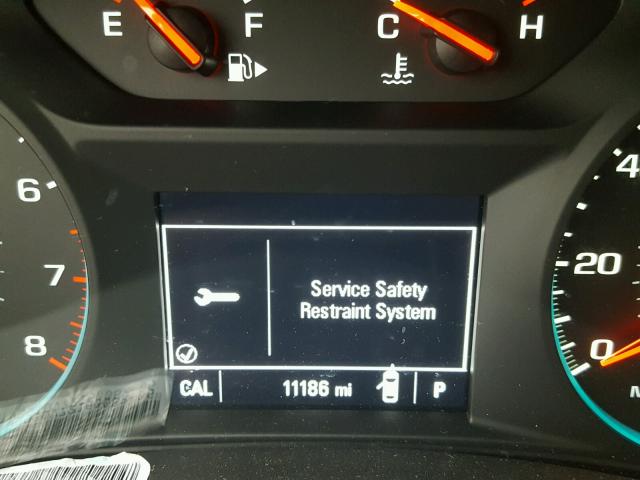 E F
C H
6
7
8
Service Safety
Restraint System
CAL 11186 mi P
4
20
0
M